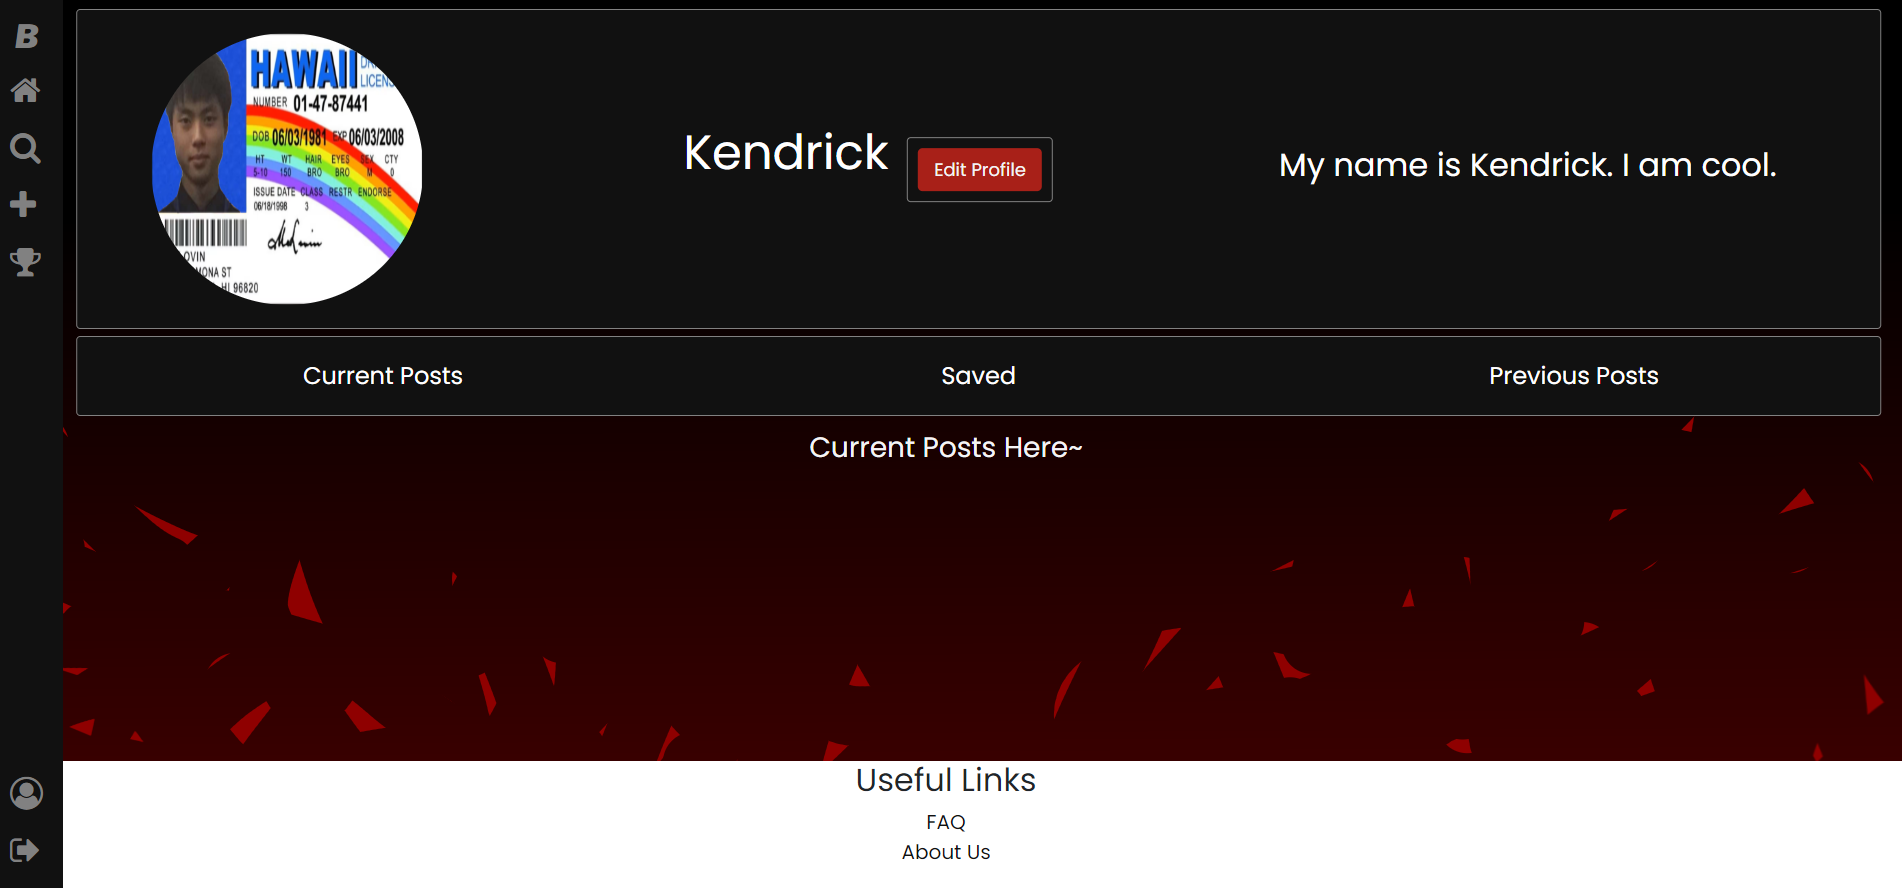 B
HAWAII
LICENS
NUMBER 01-47-87441
DOB 06/03/1981 EXP 06/03/2008
HT WT HAIR EYES SEX CTY
5-10 150 BRO BRO M 0
ISSUE DATE CLASS RESTR ENDORSE
06/18/1998 3
OVIN
MONA ST
HI 96820
Kendrick
Edit Profile
My name is Kendrick. I am cool.
Current Posts
Saved
Previous Posts
Current Posts Here~
Useful Links
FAQ
About Us